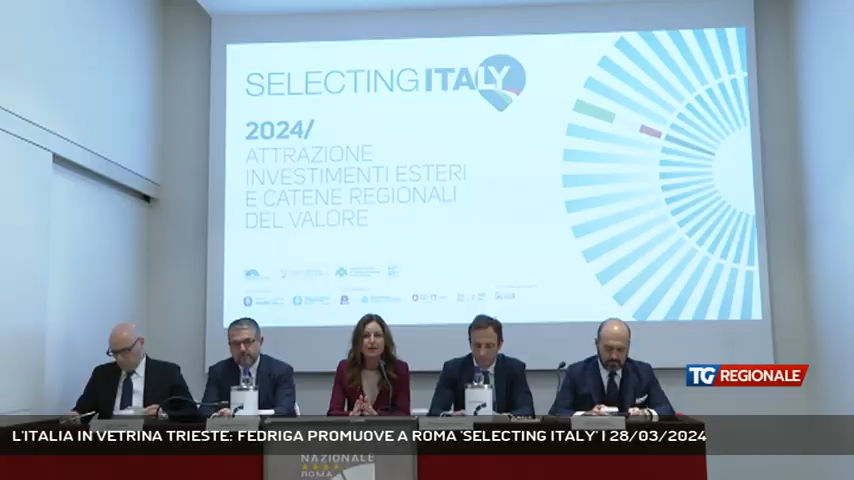 SELECTING ITALY
2024/
ATTRAZIONE
INVESTIMENTI ESTERI
E CATENE REGIONALI
DEL VALORE
TG REGIONALE
L'ITALIA IN VETRINA TRIESTE: FEDRIGA PROMUOVE A ROMA 'SELECTING ITALY' | 28/03/2024
NAZIONALE
ROMA